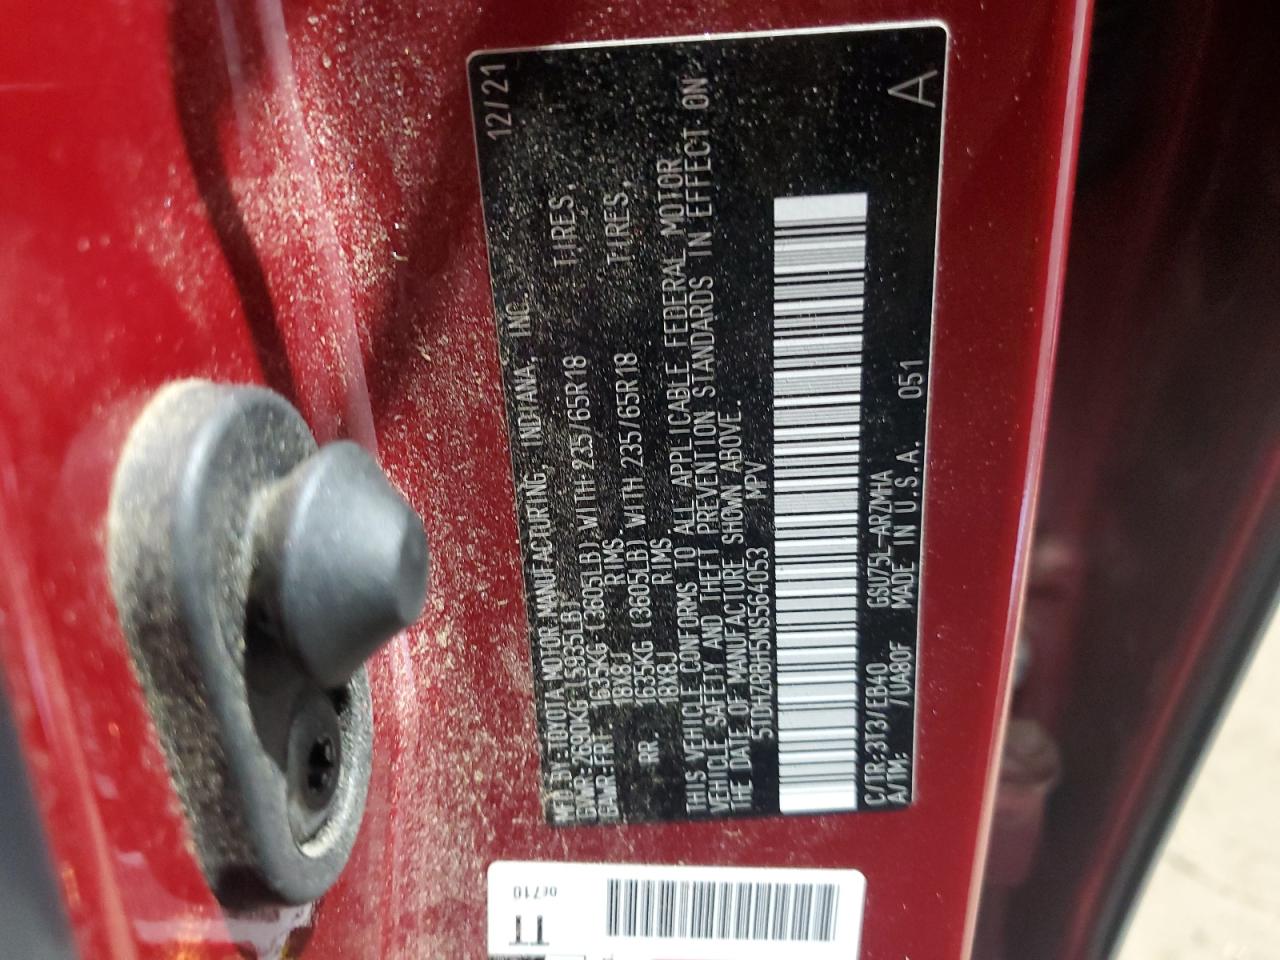 MFD.BY TOYOTA MOTOR MANUFACTURING, INDIANA, INC. 12/21
GVWR:2690KG (5935LB)
GAWR:FRT. 1635KG (3605LB) WITH 235/65R18 TIRES,
18X8J RIMS
RR. 1635KG (3605LB) WITH 235/65R18 TIRES,
18X8J RIMS
THIS VEHICLE CONFORMS TO ALL APPLICABLE FEDERAL MOTOR
VEHICLE SAFETY AND THEFT PREVENTION STANDARDS IN EFFECT ON
THE DATE OF MANUFACTURE SHOWN ABOVE.
5TDHZRBH5NS564053 MPV
C/TR:313/EB40 GSU75L-ARZMHA
A/TM: /UA80F MADE IN U.S.A. 051
A
TT
0E710